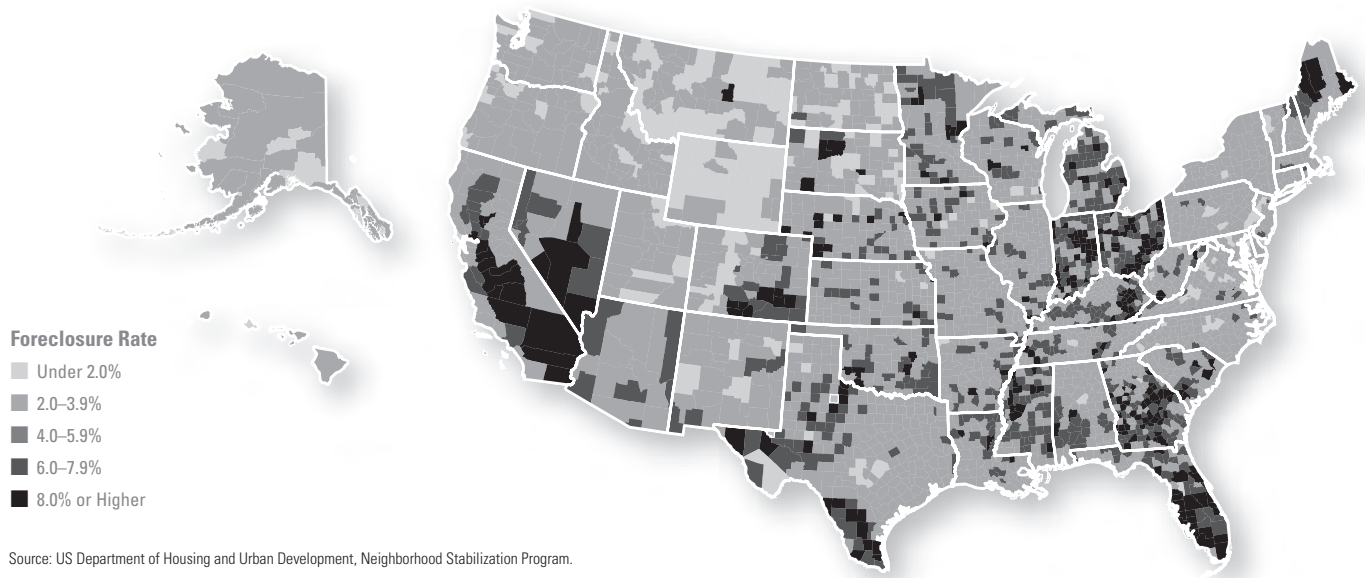 Foreclosure Rate
Under 2.0%
2.0–3.9%
4.0–5.9%
6.0–7.9%
8.0% or Higher
Source: US Department of Housing and Urban Development, Neighborhood Stabilization Program.